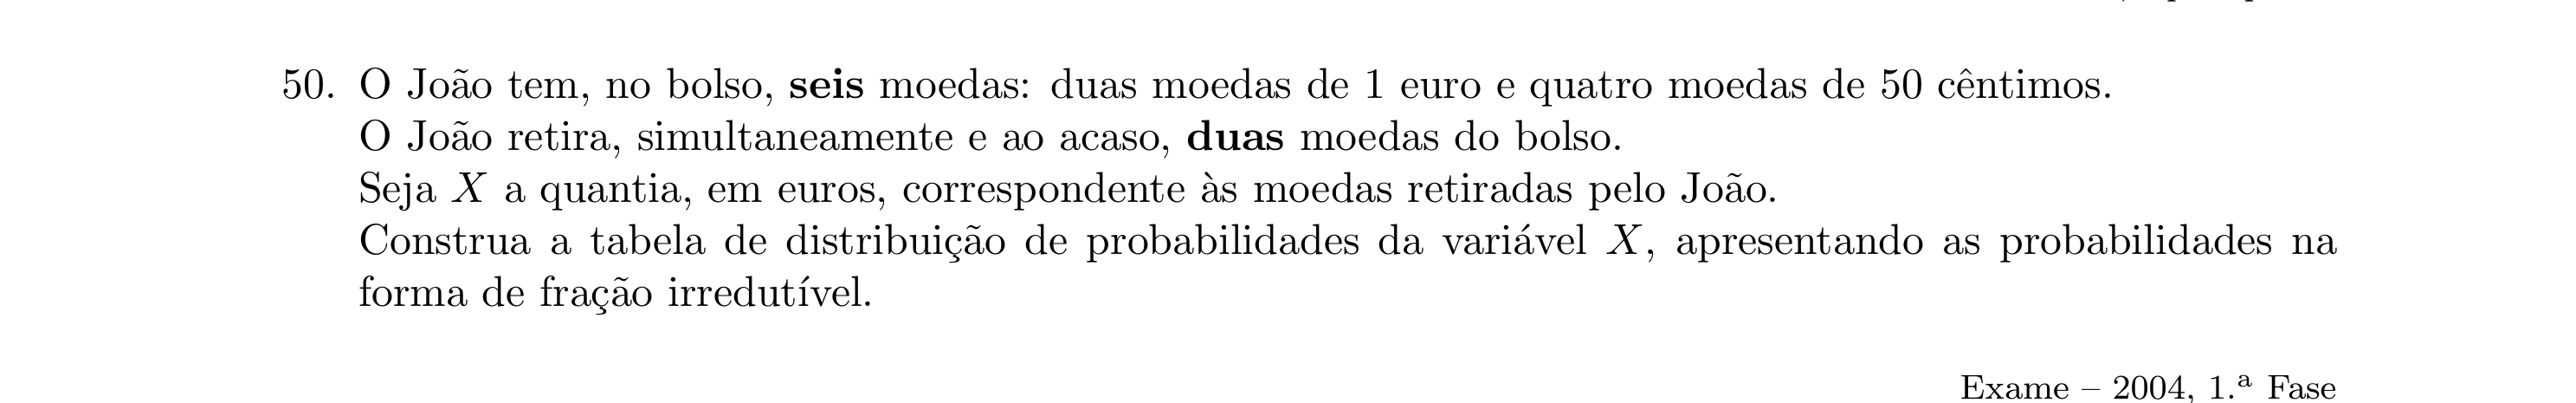 50. O João tem, no bolso, seis moedas: duas moedas de 1 euro e quatro moedas de 50 cêntimos.
O João retira, simultaneamente e ao acaso, duas moedas do bolso.
Seja X a quantia, em euros, correspondente às moedas retiradas pelo João.
Construa a tabela de distribuição de probabilidades da variável X, apresentando as probabilidades na
forma de fração irredutível.
Exame – 2004, 1.ª Fase